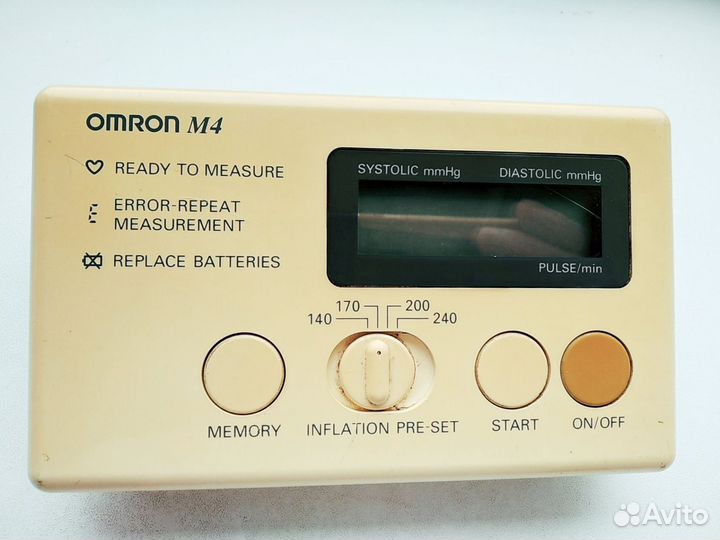 OMRON M4
READY TO MEASURE
ERROR-REPEAT
MEASUREMENT
REPLACE BATTERIES
SYSTOLIC mmHg DIASTOLIC mmHg
PULSE/min
170 200
140 240
MEMORY INFLATION PRE-SET START ON/OFF
Avito